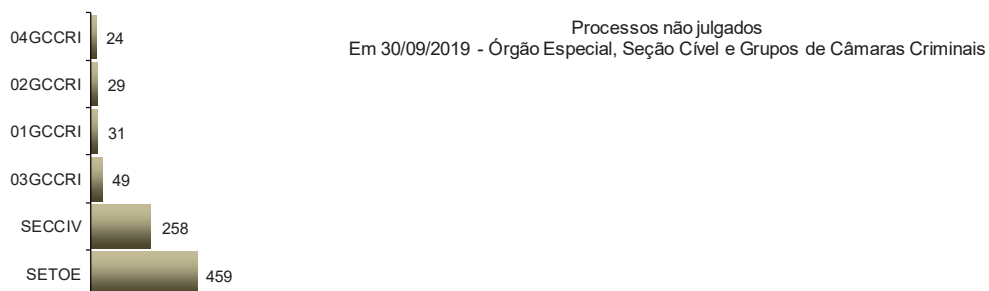 Processos não julgados
Em 30/09/2019 - Órgão Especial, Seção Cível e Grupos de Câmaras Criminais
04GCCRI 24
02GCCRI 29
01GCCRI 31
03GCCRI 49
SECCIV 258
SETOE 459